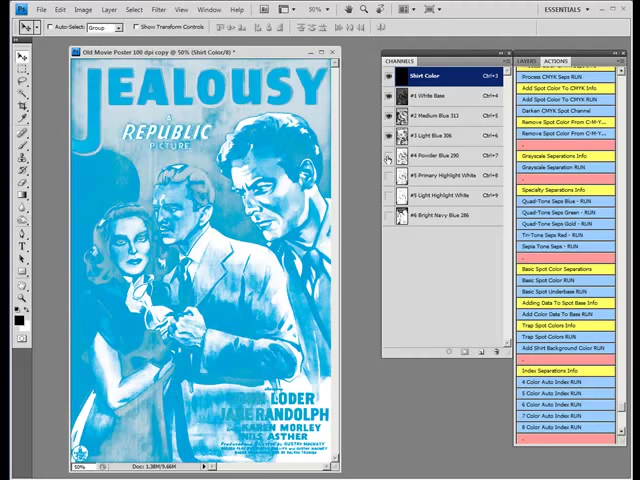 Ps
File Edit Image Layer Select Filter View Window Help
50%
ESSENTIALS
Auto-Select: Group
Show Transform Controls
Old Movie Poster 100 dpi copy @ 50% (Shirt Color/8) *
JEALOUSY
A
REPUBLIC
PICTURE
LODER
JANE RANDOLPH
KAREN MORLEY
NILS ASTHER
50%
Doc: 1.38M/9.66M
CHANNELS
Shirt Color Ctrl+3
#1 White Base Ctrl+4
#2 Medium Blue 313 Ctrl+5
#3 Light Blue 306 Ctrl+6
#4 Powder Blue 290 Ctrl+7
#5 Primary Highlight White Ctrl+8
#5 Light Highlight White Ctrl+9
#6 Bright Navy Blue 286
LAYERS ACTIONS
Process CMYK Seps RUN
Add Spot Color To CMYK Info
Add Spot Color To CMYK RUN
Darken CMYK Spot Channel
Remove Spot Color From C-M-Y...
Remove Spot Color From C-M-Y...
Grayscale Separations Info
Grayscale Separation RUN
Specialty Separations Info
Quad-Tone Seps Blue - RUN
Quad-Tone Seps Green - RUN
Quad-Tone Seps Gold - RUN
Tri-Tone Seps Red - RUN
Sepia Tone Seps - RUN
Basic Spot Color Separations
Basic Spot Color RUN
Basic Spot Underbase RUN
Adding Data To Spot Base Info
Add Color Data To Base RUN
Trap Spot Colors Info
Trap Spot Colors RUN
Add Shirt Background Color RUN
Index Separations Info
4 Color Auto Index RUN
5 Color Auto Index RUN
6 Color Auto Index RUN
7 Color Auto Index RUN
8 Color Auto Index RUN